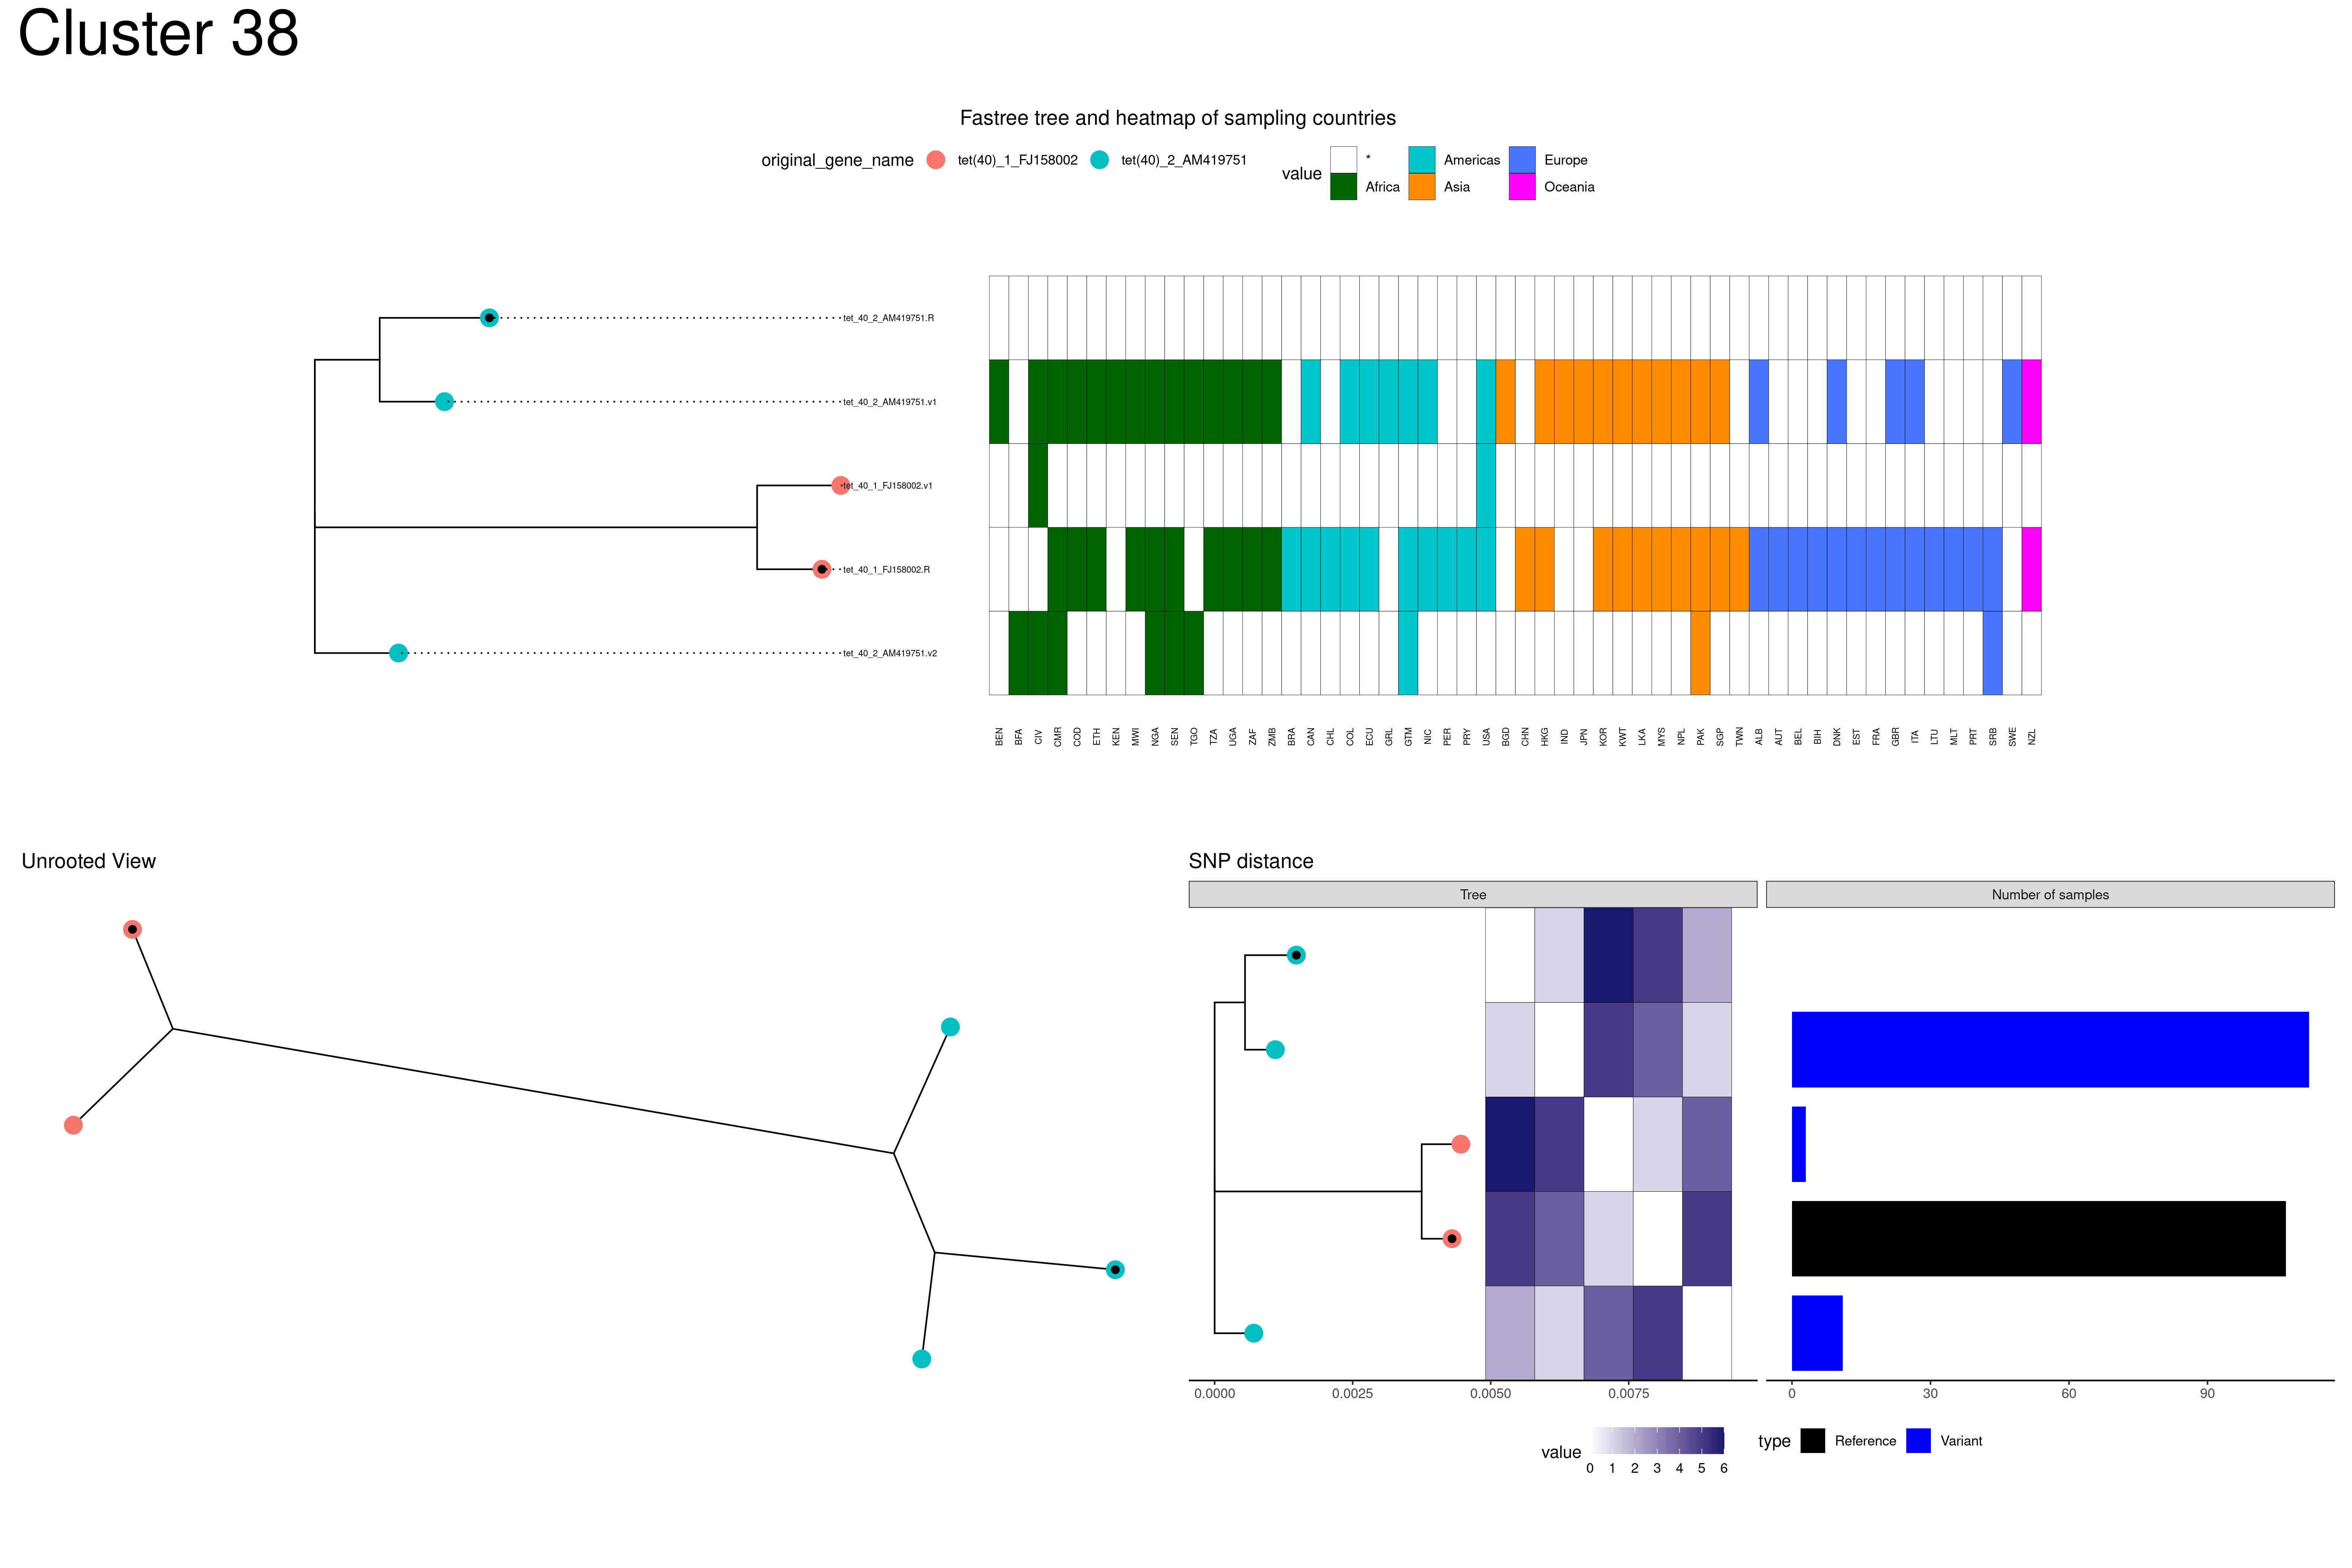 Cluster 38
Fastree tree and heatmap of sampling countries
original_gene_name tet(40)_1_FJ158002 tet(40)_2_AM419751 value * Americas Europe
Africa Asia Oceania
tet_40_2_AM419751.R
tet_40_2_AM419751.v1
tet_40_1_FJ158002.v1
tet_40_1_FJ158002.R
tet_40_2_AM419751.v2
BEN BFA CIV CMR COD ETH KEN MWI NGA SEN TGO TZA UGA ZAF ZMB BRA CAN CHL COL ECU GRL GTM NIC PER PRY USA BGD CHN HKG IND JPN KOR KWT LKA MYS NPL PAK SGP TWN ALB AUT BEL BIH DNK EST FRA GBR ITA LTU MLT PRT SRB SWE NZL
Unrooted View
SNP distance
Tree Number of samples
0.0000 0.0025 0.0050 0.0075 0 30 60 90
value 0 1 2 3 4 5 6 type Reference Variant